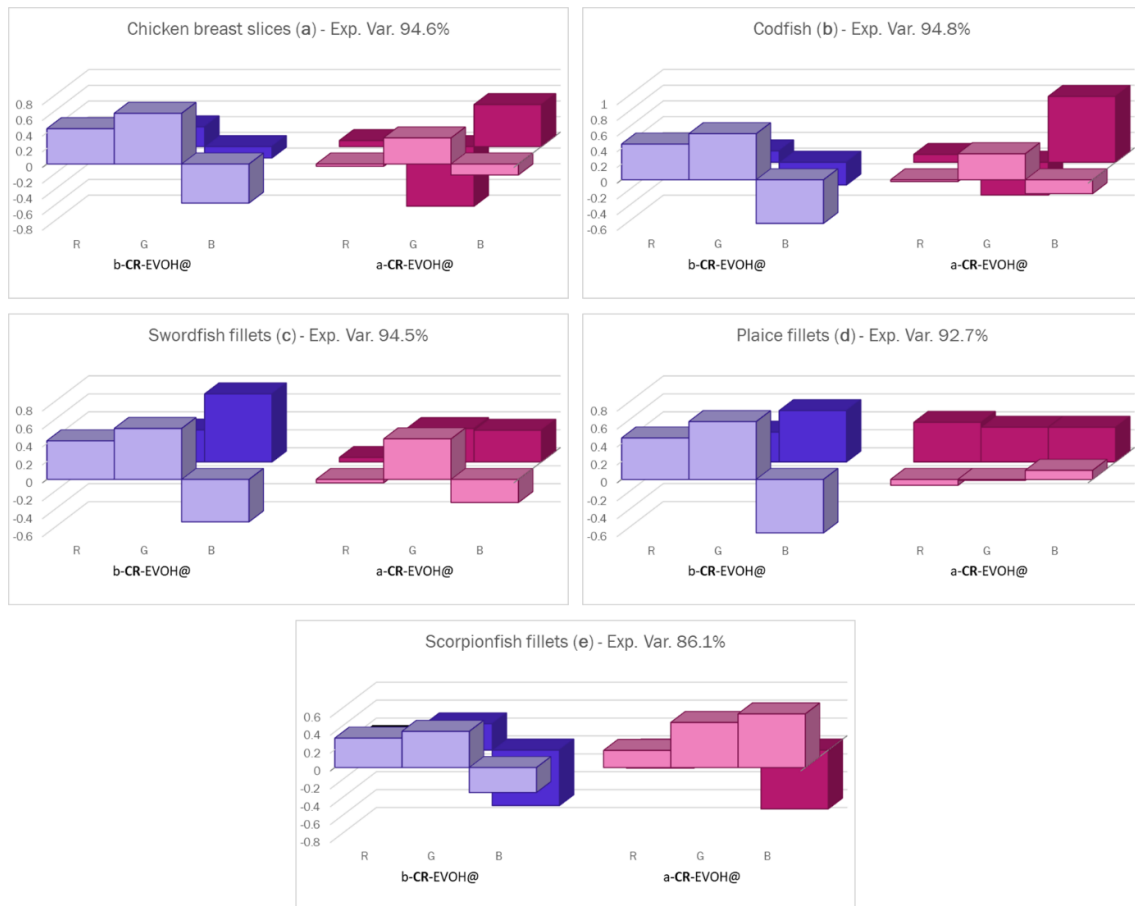 Chicken breast slices (a) - Exp. Var. 94.6%
0.8
0.6
0.4
0.2
0
-0.2
-0.4
-0.6
-0.8
R G B R G B
b-CR-EVOH@ a-CR-EVOH@
Codfish (b) - Exp. Var. 94.8%
1
0.8
0.6
0.4
0.2
0
-0.2
-0.4
-0.6
R G B R G B
b-CR-EVOH@ a-CR-EVOH@
Swordfish fillets (c) - Exp. Var. 94.5%
0.8
0.6
0.4
0.2
0
-0.2
-0.4
-0.6
R G B R G B
b-CR-EVOH@ a-CR-EVOH@
Plaice fillets (d) - Exp. Var. 92.7%
0.8
0.6
0.4
0.2
0
-0.2
-0.4
-0.6
R G B R G B
b-CR-EVOH@ a-CR-EVOH@
Scorpionfish fillets (e) - Exp. Var. 86.1%
0.6
0.4
0.2
0
-0.2
-0.4
-0.6
-0.8
R G B R G B
b-CR-EVOH@ a-CR-EVOH@